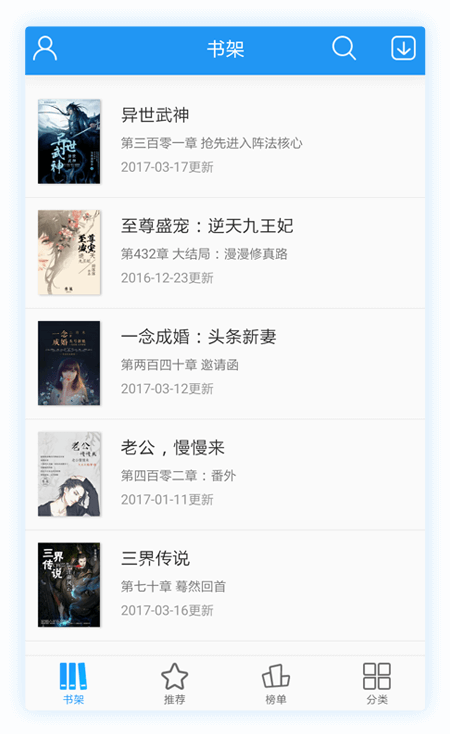 书架
异世武神
第三百零一章 抢先进入阵法核心
2017-03-17更新
至尊盛宠：逆天九王妃
第432章 大结局：漫漫修真路
2016-12-23更新
一念成婚：头条新妻
第两百四十章 邀请函
2017-03-12更新
老公，慢慢来
第四百零二章：番外
2017-01-11更新
三界传说
第七十章 蓦然回首
2017-03-16更新
书架
推荐
榜单
分类